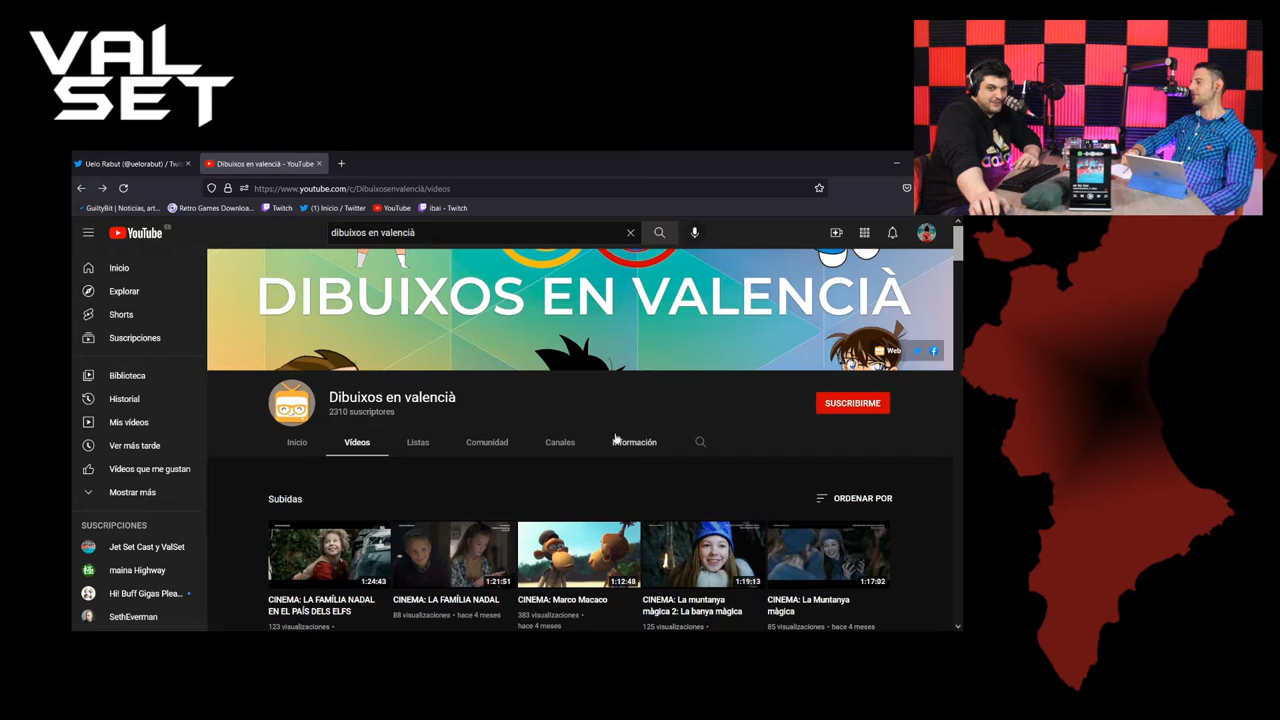 VAL
SET
Uelo Rabut (@uelorabut) / Twi
Dibuixos en valencià - YouTube
https://www.youtube.com/c/Dibuixosenvalencià/videos
GuiltyBit | Noticias, art...
Retro Games Downloa...
Twitch
(1) Inicio / Twitter
Youtube
ibai - Twitch
YouTube ES
dibuixos en valencià
Inicio
Explorar
Shorts
Suscripciones
Biblioteca
Historial
Mis vídeos
Ver más tarde
Vídeos que me gustan
Mostrar más
SUSCRIPCIONES
Jet Set Cast y ValSet
maina Highway
Hi! Buff Gigas Plea...
SethEverman
DIBUIXOS EN VALENCIÀ
Web
Dibuixos en valencià
2310 suscriptores
SUSCRIBIRME
Inicio
Vídeos
Listas
Comunidad
Canales
Información
Subidas
ORDENAR POR
1:24:43
1:21:51
1:12:48
1:19:13
1:17:02
CINEMA: LA FAMÍLIA NADAL
EN EL PAÍS DELS ELFS
123 visualizaciones •
CINEMA: LA FAMÍLIA NADAL
88 visualizaciones • hace 4 meses
CINEMA: Marco Macaco
383 visualizaciones •
hace 4 meses
CINEMA: La muntanya
màgica 2: La banya màgica
125 visualizaciones •
CINEMA: La Muntanya
màgica
85 visualizaciones • hace 4 meses